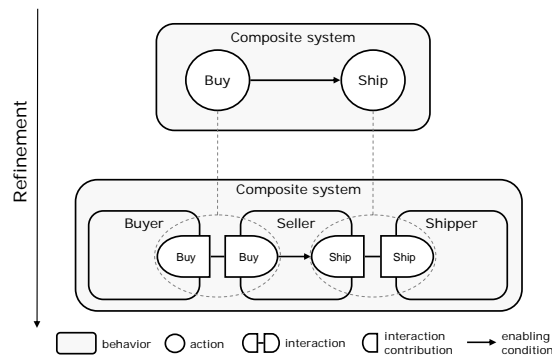 Composite system
Buy
Ship
Refinement
Composite system
Buyer
Seller
Shipper
Buy
Buy
Ship
Ship
behavior
action
interaction
interaction
contribution
enabling
condition